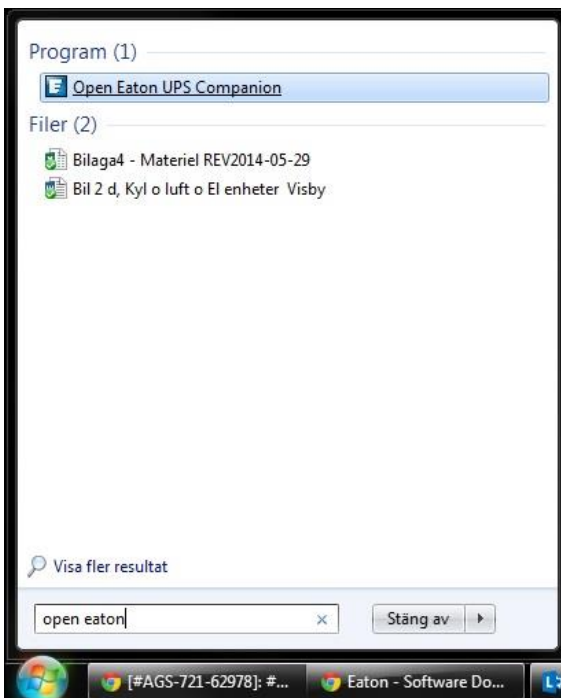 Program (1)
Open Eaton UPS Companion
Filer (2)
Bilaga4 - Materiel REV2014-05-29
Bil 2 d, Kyl o luft o El enheter Visby
Visa fler resultat
open eaton
Stäng av
[#AGS-721-62978]: #...
Eaton - Software Do...